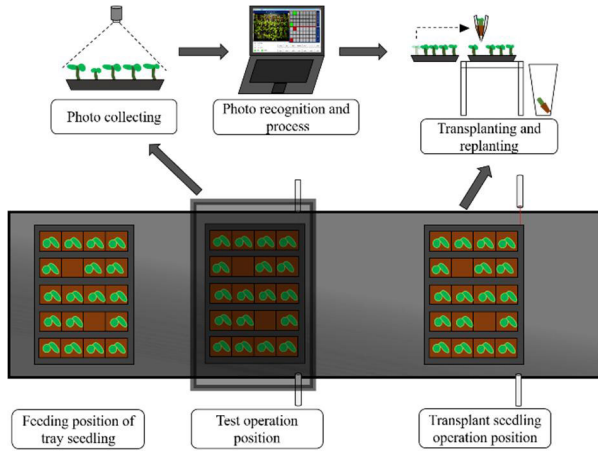 Photo collecting
Photo recognition and
process
Transplanting and
replanting
Feeding position of
tray seedling
Test operation
position
Transplant seedling
operation position